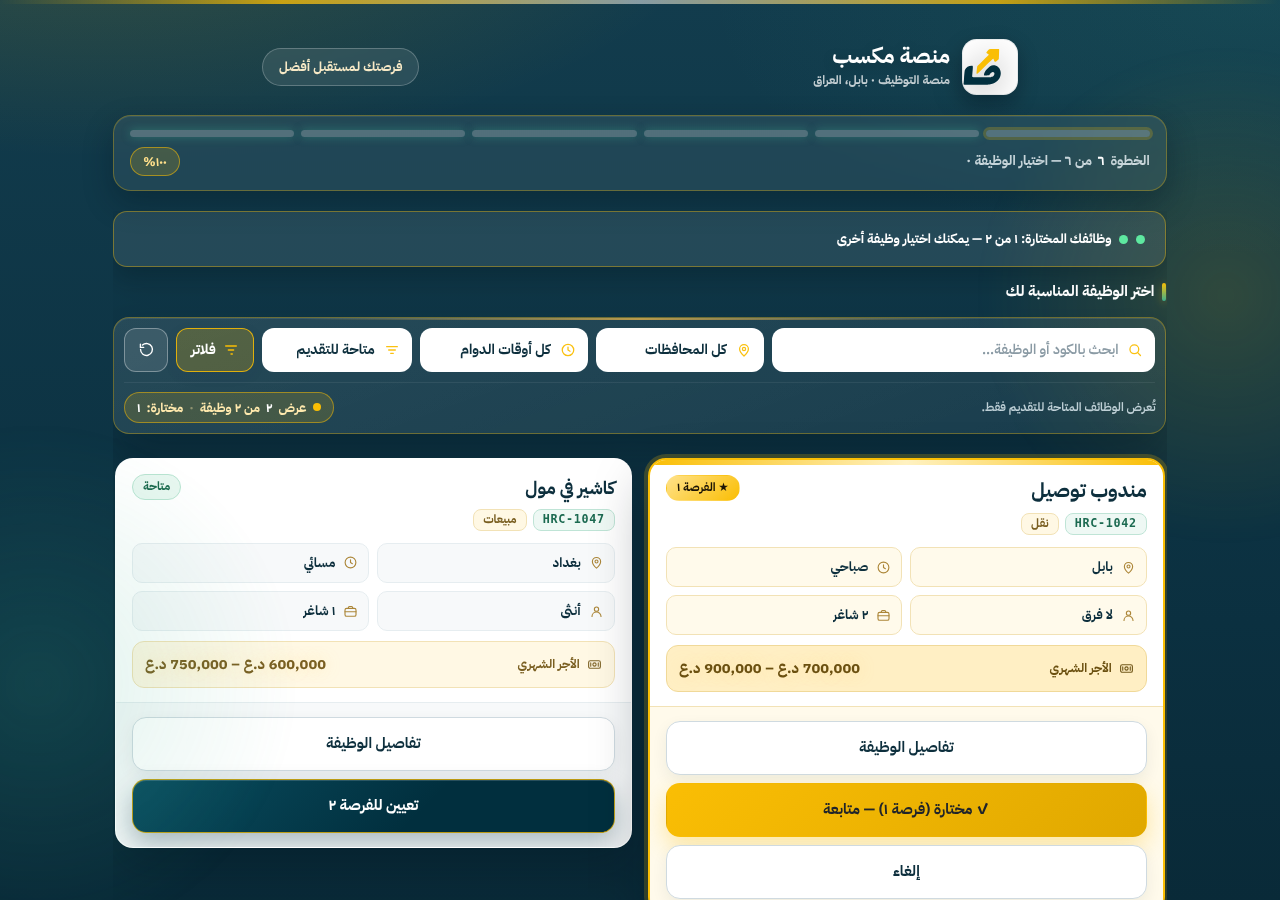 منصة مكسب
منصة التوظيف · بابل، العراق
فرصتك لمستقبل أفضل
الخطوة ٦ من ٦ — اختيار الوظيفة ·
١٠٠%
وظائفك المختارة: ١ من ٢ — يمكنك اختيار وظيفة أخرى
اختر الوظيفة المناسبة لك
ابحث بالكود أو الوظيفة...
كل المحافظات
كل أوقات الدوام
متاحة للتقديم
فلاتر
تُعرض الوظائف المتاحة للتقديم فقط.
عرض ٢ من ٢ وظيفة · مختارة: ١
مندوب توصيل
★ الفرصة ١
HRC-1042
نقل
بابل
صباحي
لا فرق
٢ شاغر
الأجر الشهري
700,000 د.ع – 900,000 د.ع
تفاصيل الوظيفة
✓ مختارة (فرصة ١) — متابعة
إلغاء
كاشير في مول
متاحة
HRC-1047
مبيعات
بغداد
مسائي
أنثى
١ شاغر
الأجر الشهري
600,000 د.ع – 750,000 د.ع
تفاصيل الوظيفة
تعيين للفرصة ٢